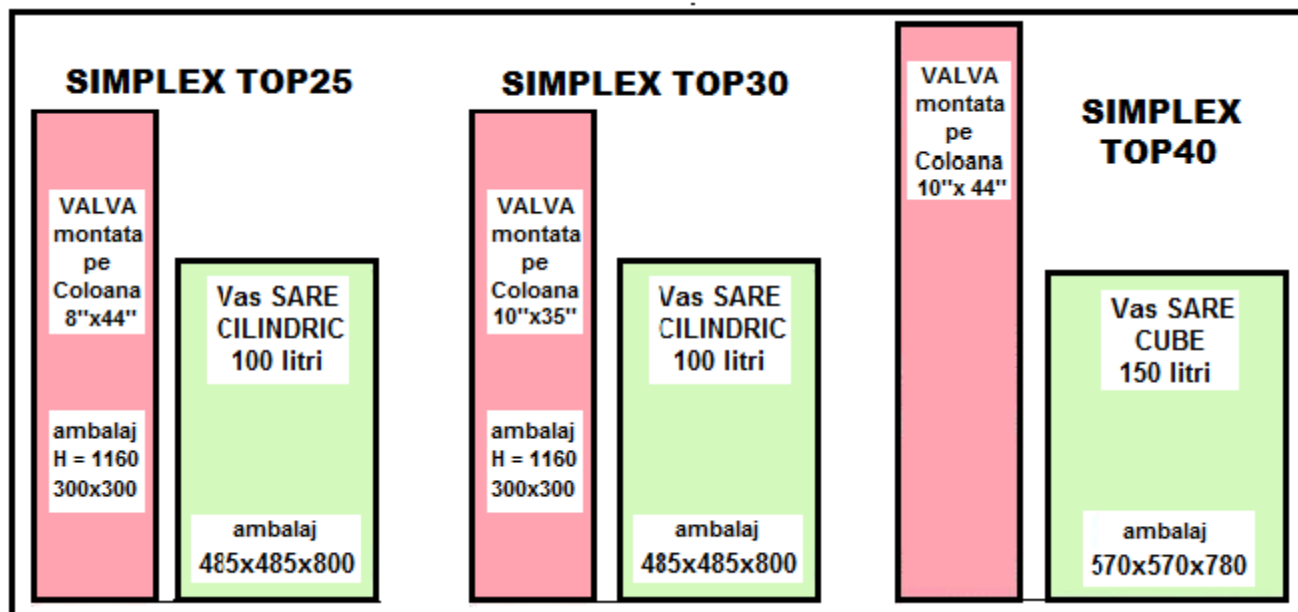 SIMPLEX TOP25
VALVA
montata
pe
Coloana
8"x44"
ambalaj
H = 1160
300x300
Vas SARE
CILINDRIC
100 litri
ambalaj
485x485x800
SIMPLEX TOP30
VALVA
montata
pe
Coloana
10"x35"
ambalaj
H = 1160
300x300
Vas SARE
CILINDRIC
100 litri
ambalaj
485x485x800
SIMPLEX
TOP40
VALVA
montata
pe
Coloana
10"x 44"
Vas SARE
CUBE
150 litri
ambalaj
570x570x780